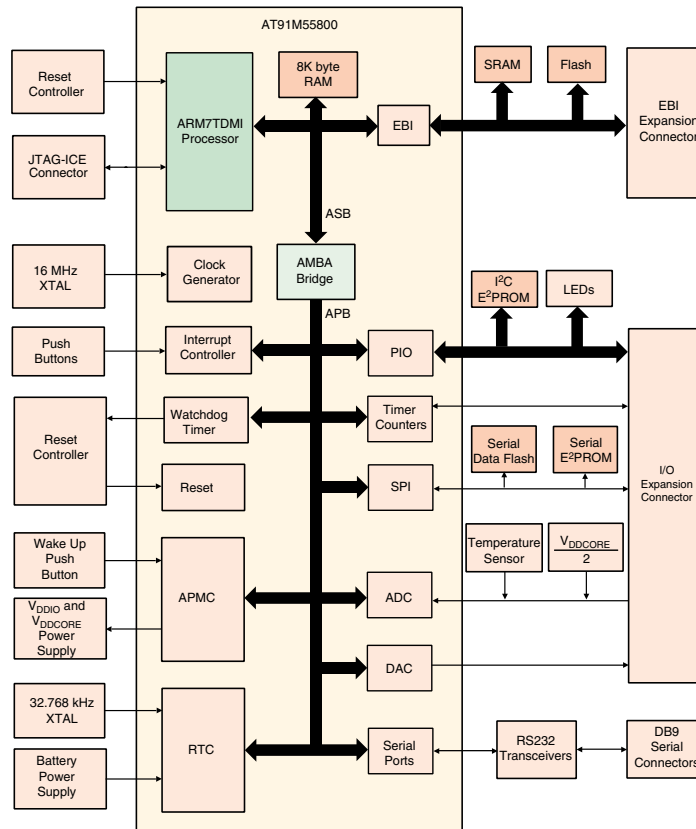 AT91M55800
Reset
Controller
ARM7TDMI
Processor
8K byte
RAM
EBI
SRAM
Flash
EBI
Expansion
Connector
JTAG-ICE
Connector
ASB
16 MHz
XTAL
Clock
Generator
AMBA
Bridge
I²C
E²PROM
LEDs
APB
Push
Buttons
Interrupt
Controller
PIO
Reset
Controller
Watchdog
Timer
Timer
Counters
Reset
SPI
Serial
Data Flash
Serial
E²PROM
I/O
Expansion
Connector
Wake Up
Push
Button
APMC
ADC
Temperature
Sensor
VDDCORE
2
VDDIO and
VDDCORE
Power
Supply
DAC
32.768 kHz
XTAL
RTC
Serial
Ports
RS232
Transceivers
DB9
Serial
Connectors
Battery
Power
Supply